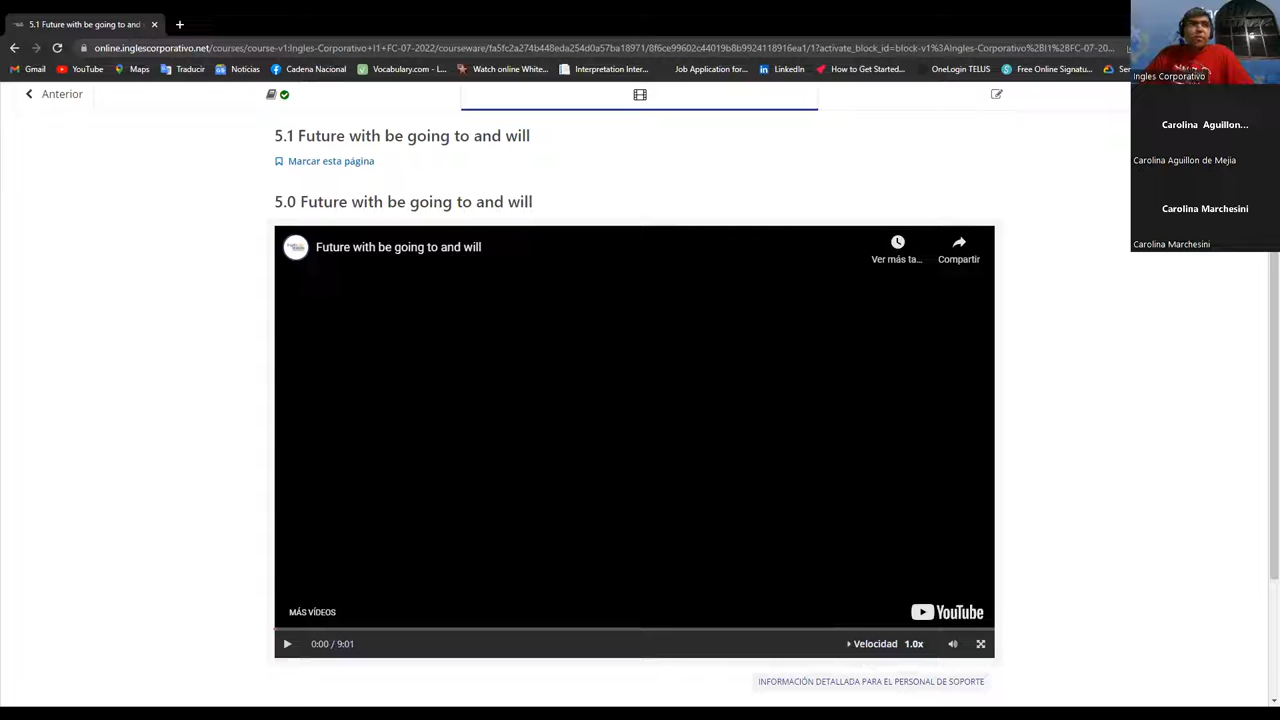 5.1 Future with be going to and
online.inglescorporativo.net/courses/course-v1:Ingles-Corporativo+I1+FC-07-2022/courseware/fa5fc2a274b448eda254d0a57ba18971/8f6ce99602c44019b8b9924118916ea1/1?activate_block_id=block-v1%3AIngles-Corporativo%2BI1%2BFC-07-20...
Gmail YouTube Maps Traducir Noticias Cadena Nacional Vocabulary.com - L... Watch online White... Interpretation Inter... Job Application for... LinkedIn How to Get Started... OneLogin TELUS Free Online Signatu... Ser
Anterior
5.1 Future with be going to and will
Marcar esta página
5.0 Future with be going to and will
Future with be going to and will
Ver más ta...
Compartir
MÁS VÍDEOS
YouTube
0:00 / 9:01
Velocidad 1.0x
INFORMACIÓN DETALLADA PARA EL PERSONAL DE SOPORTE
Ingles Corporativo
Carolina Aguillon...
Carolina Aguillon de Mejia
Carolina Marchesini
Carolina Marchesini